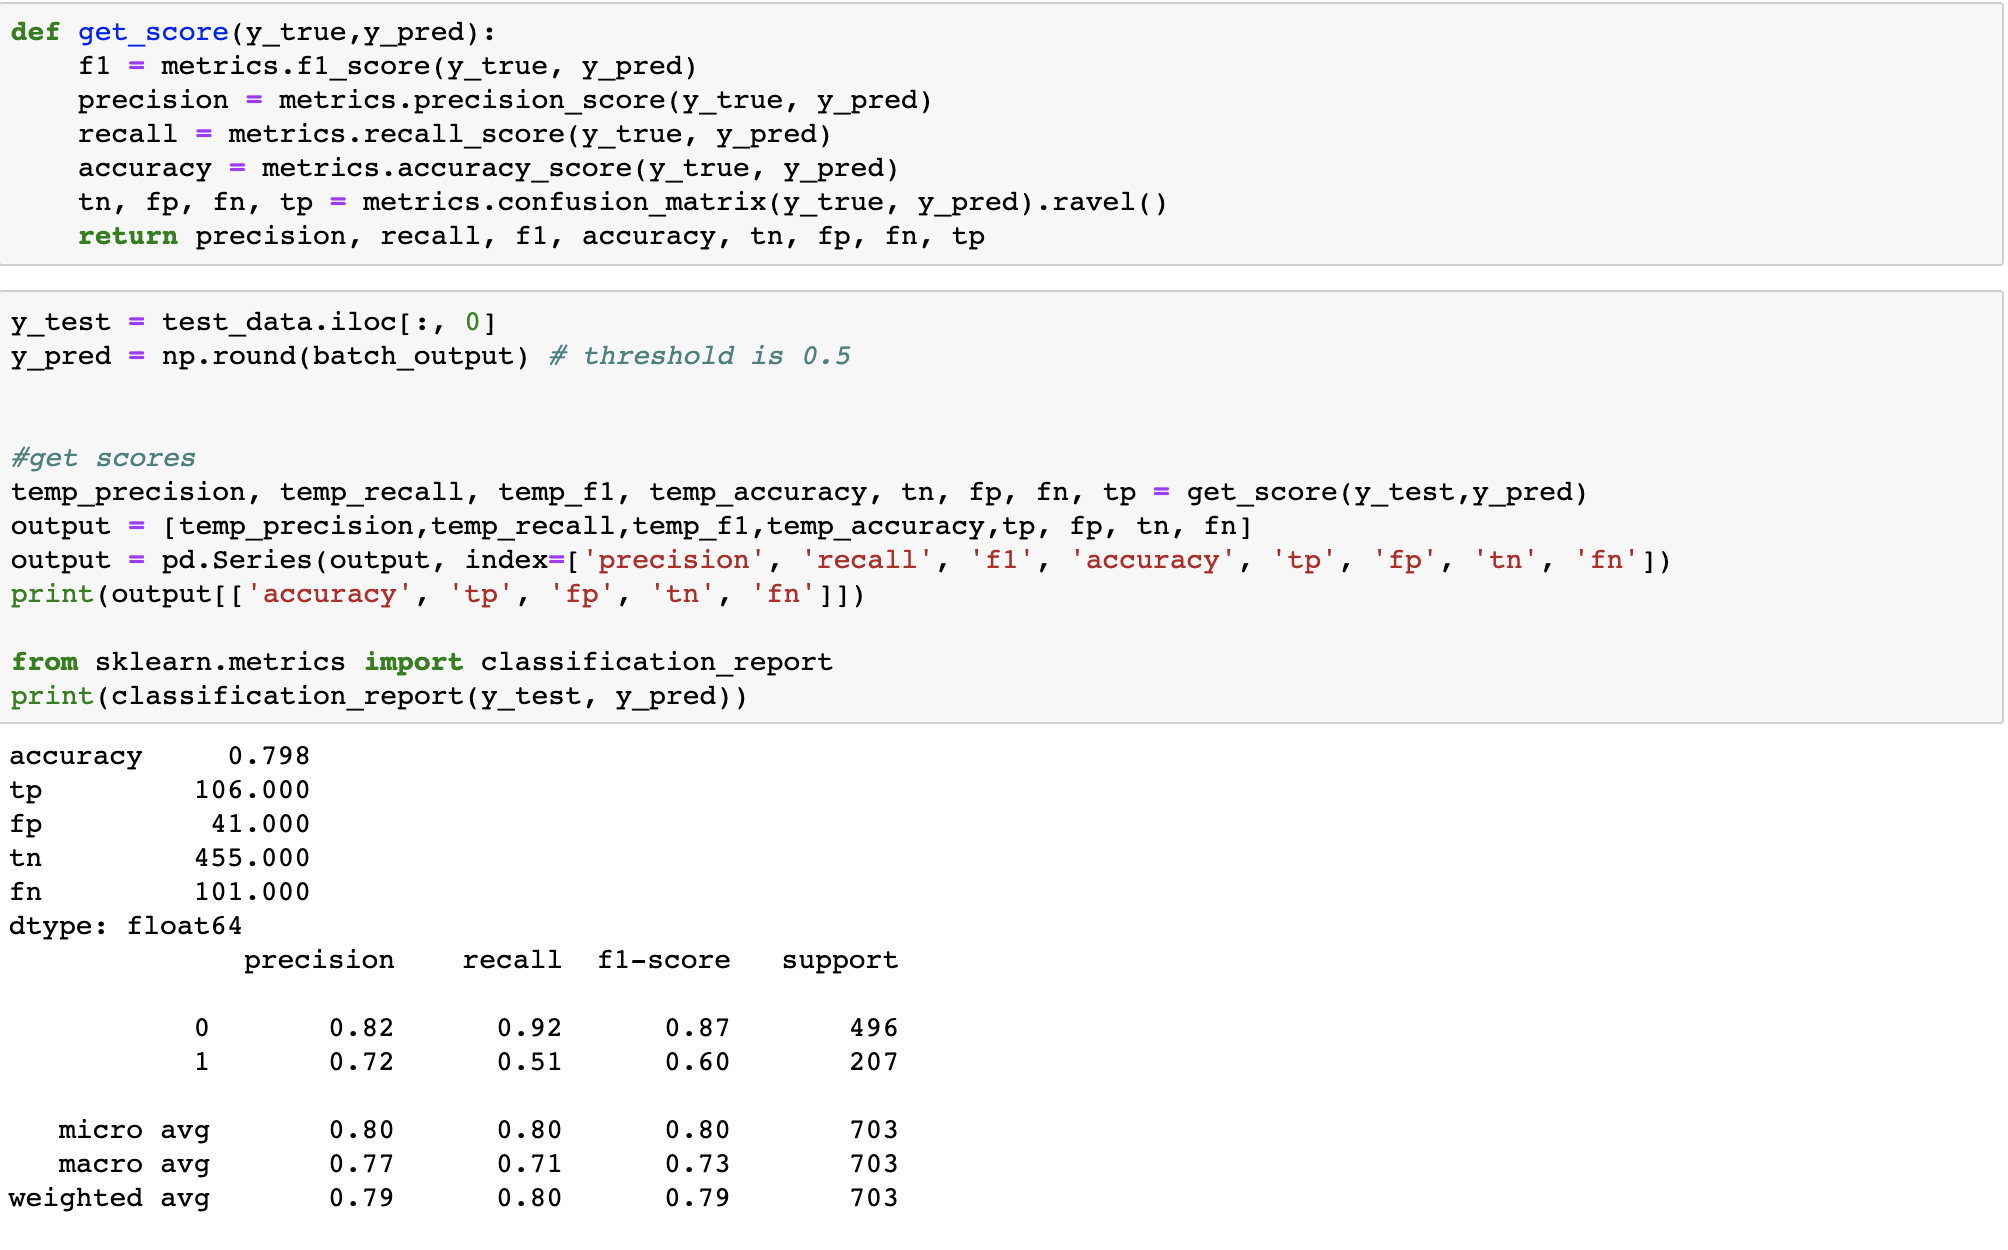 def get_score(y_true,y_pred):
    f1 = metrics.f1_score(y_true, y_pred)
    precision = metrics.precision_score(y_true, y_pred)
    recall = metrics.recall_score(y_true, y_pred)
    accuracy = metrics.accuracy_score(y_true, y_pred)
    tn, fp, fn, tp = metrics.confusion_matrix(y_true, y_pred).ravel()
    return precision, recall, f1, accuracy, tn, fp, fn, tp
y_test = test_data.iloc[:, 0]
y_pred = np.round(batch_output) # threshold is 0.5
#get scores
temp_precision, temp_recall, temp_f1, temp_accuracy, tn, fp, fn, tp = get_score(y_test,y_pred)
output = [temp_precision,temp_recall,temp_f1,temp_accuracy,tp, fp, tn, fn]
output = pd.Series(output, index=['precision', 'recall', 'f1', 'accuracy', 'tp', 'fp', 'tn', 'fn'])
print(output[['accuracy', 'tp', 'fp', 'tn', 'fn']])
from sklearn.metrics import classification_report
print(classification_report(y_test, y_pred))
accuracy     0.798
tp         106.000
fp          41.000
tn         455.000
fn         101.000
dtype: float64
              precision    recall  f1-score   support
           0       0.82      0.92      0.87       496
           1       0.72      0.51      0.60       207
   micro avg       0.80      0.80      0.80       703
   macro avg       0.77      0.71      0.73       703
weighted avg       0.79      0.80      0.79       703